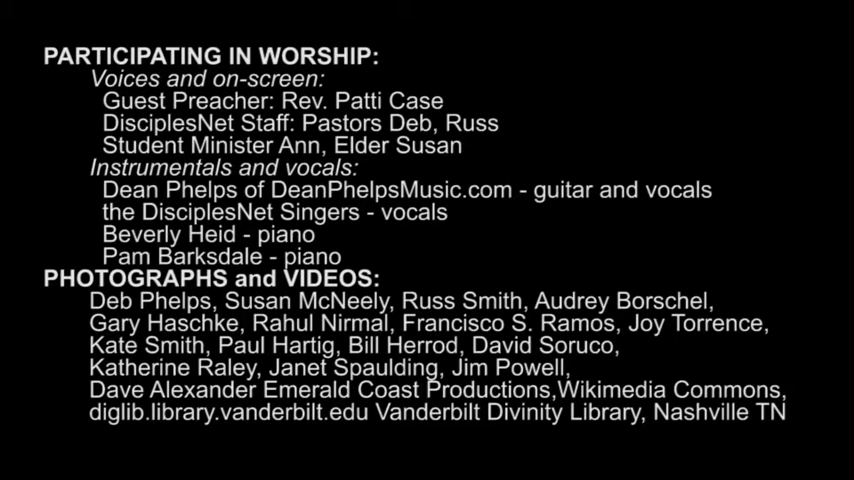 PARTICIPATING IN WORSHIP:
Voices and on-screen:
Guest Preacher: Rev. Patti Case
DisciplesNet Staff: Pastors Deb, Russ
Student Minister Ann, Elder Susan
Instrumentals and vocals:
Dean Phelps of DeanPhelpsMusic.com - guitar and vocals
the DisciplesNet Singers - vocals
Beverly Heid - piano
Pam Barksdale - piano
PHOTOGRAPHS and VIDEOS:
Deb Phelps, Susan McNeely, Russ Smith, Audrey Borschel,
Gary Haschke, Rahul Nirmal, Francisco S. Ramos, Joy Torrence,
Kate Smith, Paul Hartig, Bill Herrod, David Soruco,
Katherine Raley, Janet Spaulding, Jim Powell,
Dave Alexander Emerald Coast Productions,Wikimedia Commons,
diglib.library.vanderbilt.edu Vanderbilt Divinity Library, Nashville TN